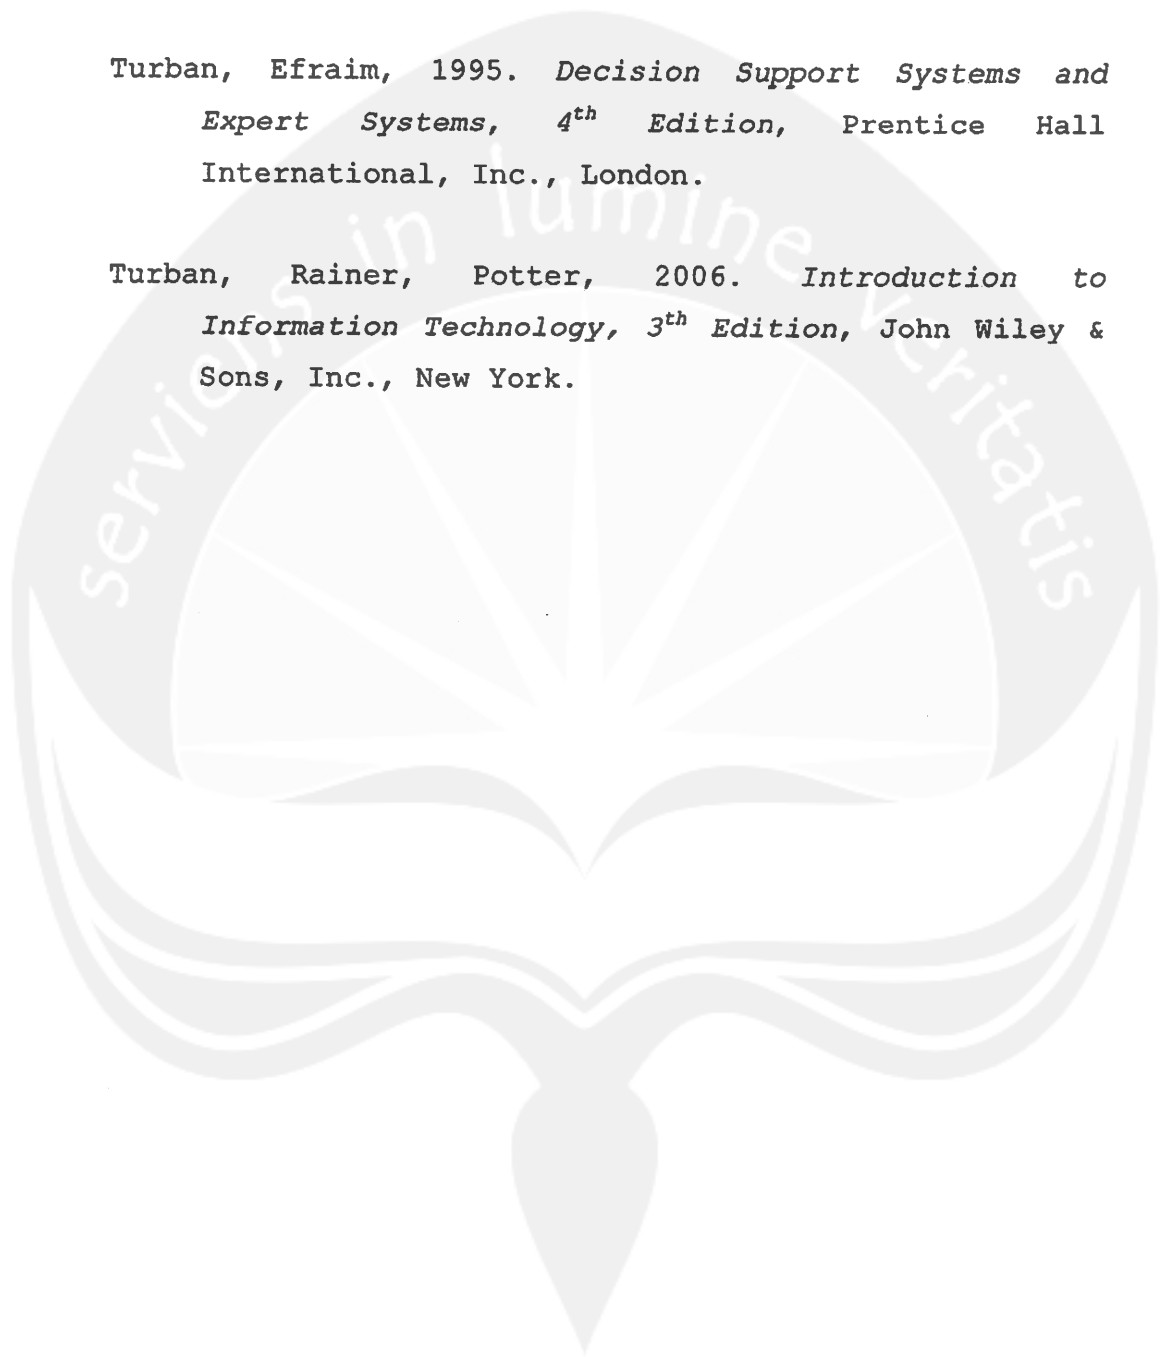 Turban, Efraim, 1995. Decision Support Systems and
Expert Systems, 4th Edition, Prentice Hall
International, Inc., London.
Turban, Rainer, Potter, 2006. Introduction to
Information Technology, 3th Edition, John Wiley &
Sons, Inc., New York.
serviens in lumine veritatis